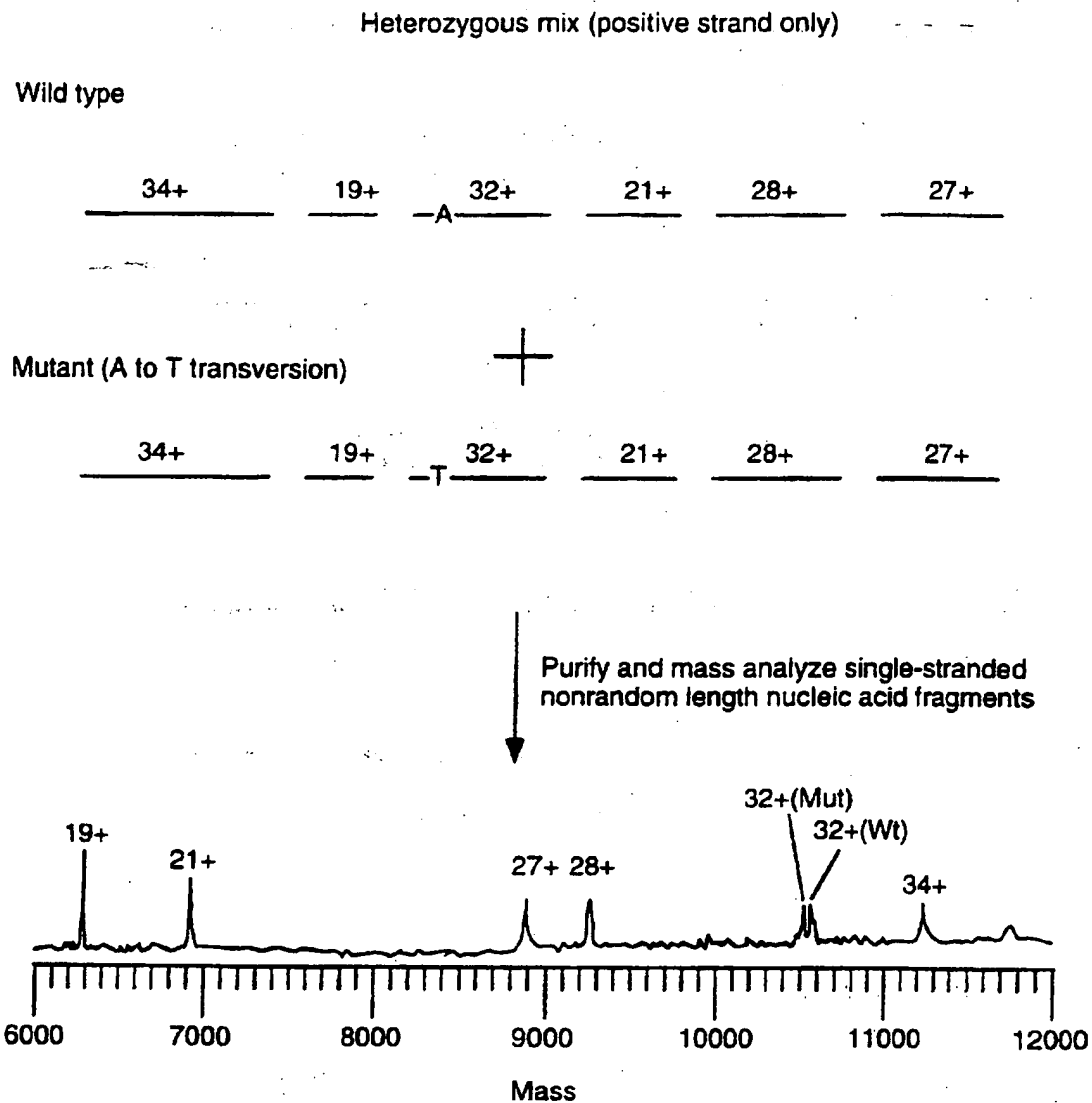 Heterozygous mix (positive strand only)
Wild type
34+ 19+ 32+ 21+ 28+ 27+
A
Mutant (A to T transversion)
34+ 19+ 32+ 21+ 28+ 27+
T
Purify and mass analyze single-stranded
nonrandom length nucleic acid fragments
32+(Mut)
32+(Wt)
19+ 21+ 27+ 28+ 34+
6000 7000 8000 9000 10000 11000 12000
Mass